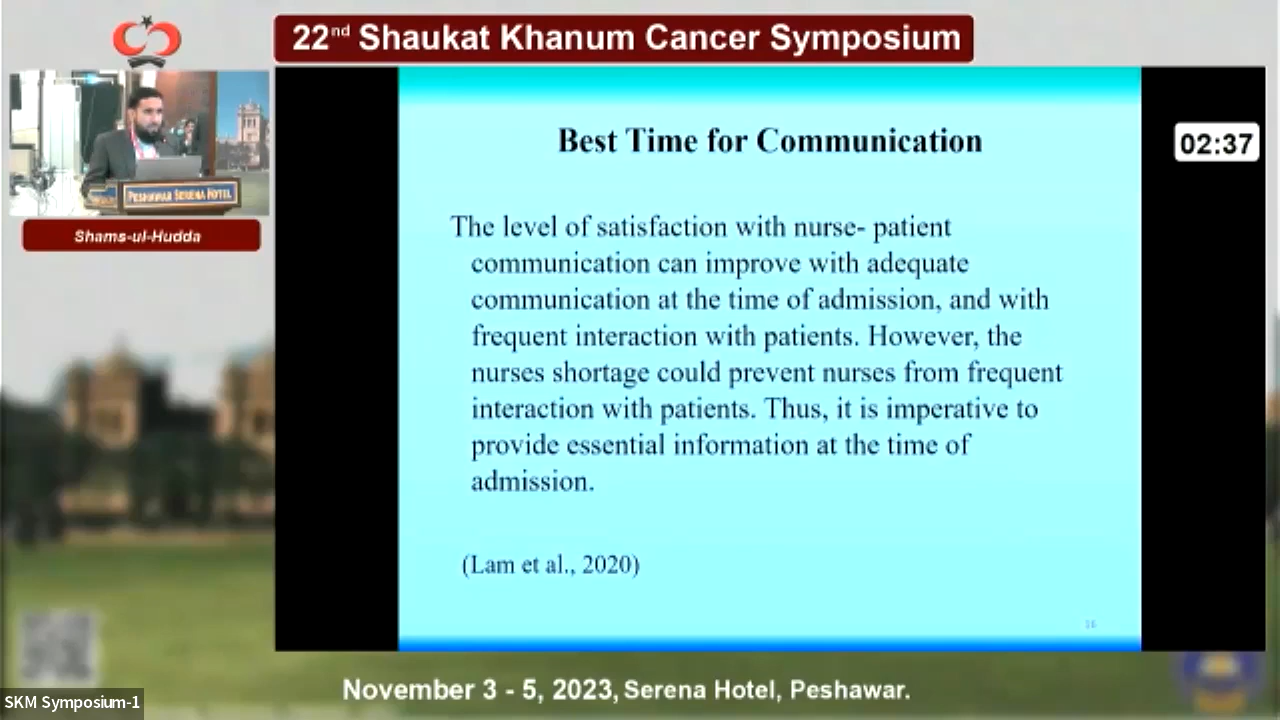 22nd Shaukat Khanum Cancer Symposium
PESHAWAR SERENA HOTEL
Shams-ul-Hudda
Best Time for Communication
02:37
The level of satisfaction with nurse- patient
communication can improve with adequate
communication at the time of admission, and with
frequent interaction with patients. However, the
nurses shortage could prevent nurses from frequent
interaction with patients. Thus, it is imperative to
provide essential information at the time of
admission.
(Lam et al., 2020)
16
November 3 - 5, 2023, Serena Hotel, Peshawar.
SKM Symposium-1